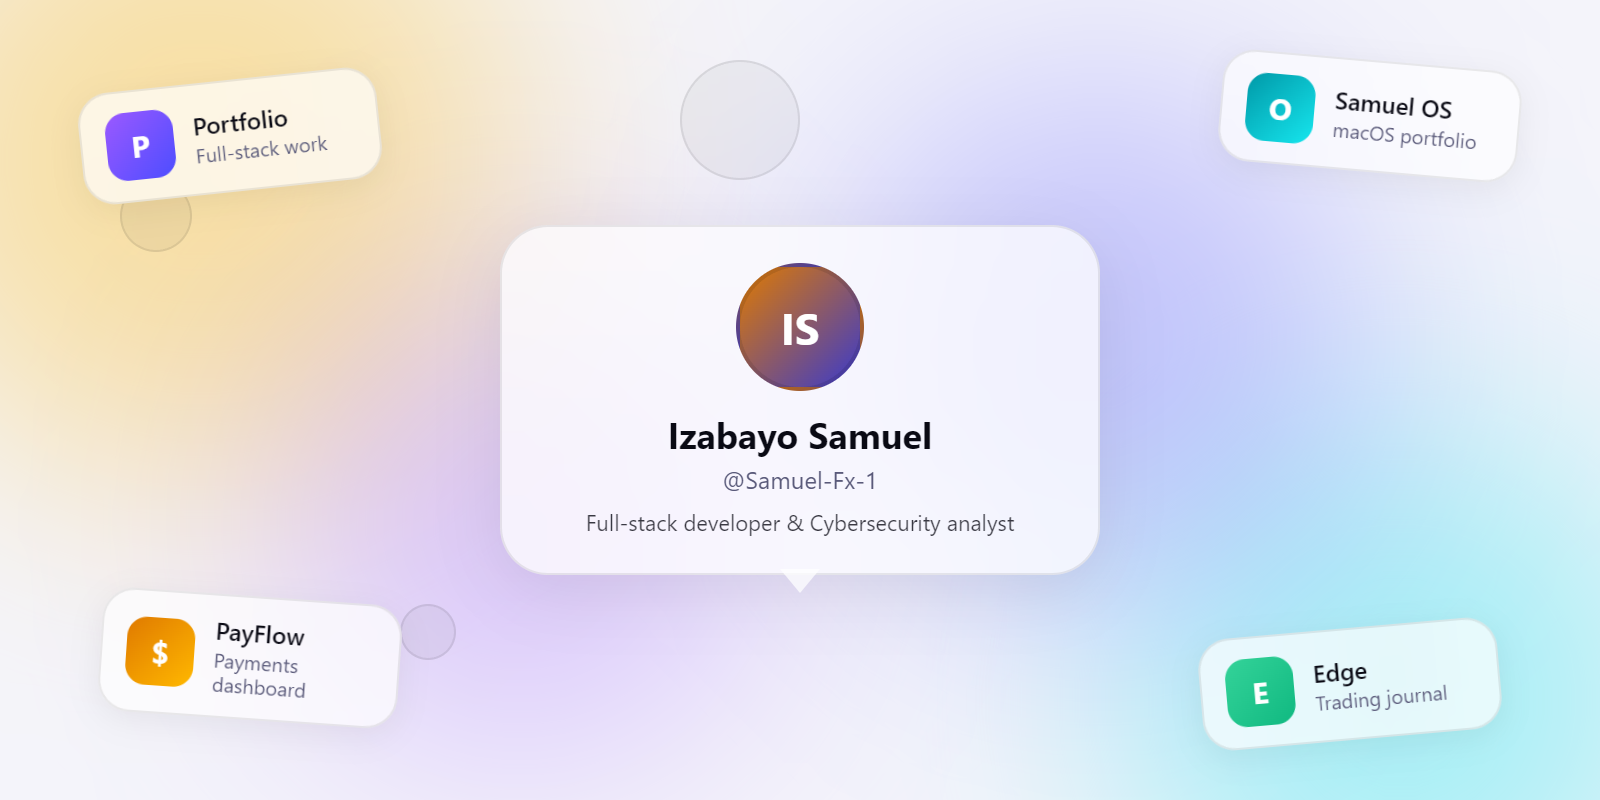 P
Portfolio
Full-stack work
O
Samuel OS
macOS portfolio
IS
Izabayo Samuel
@Samuel-Fx-1
Full-stack developer & Cybersecurity analyst
$
PayFlow
Payments
dashboard
E
Edge
Trading journal